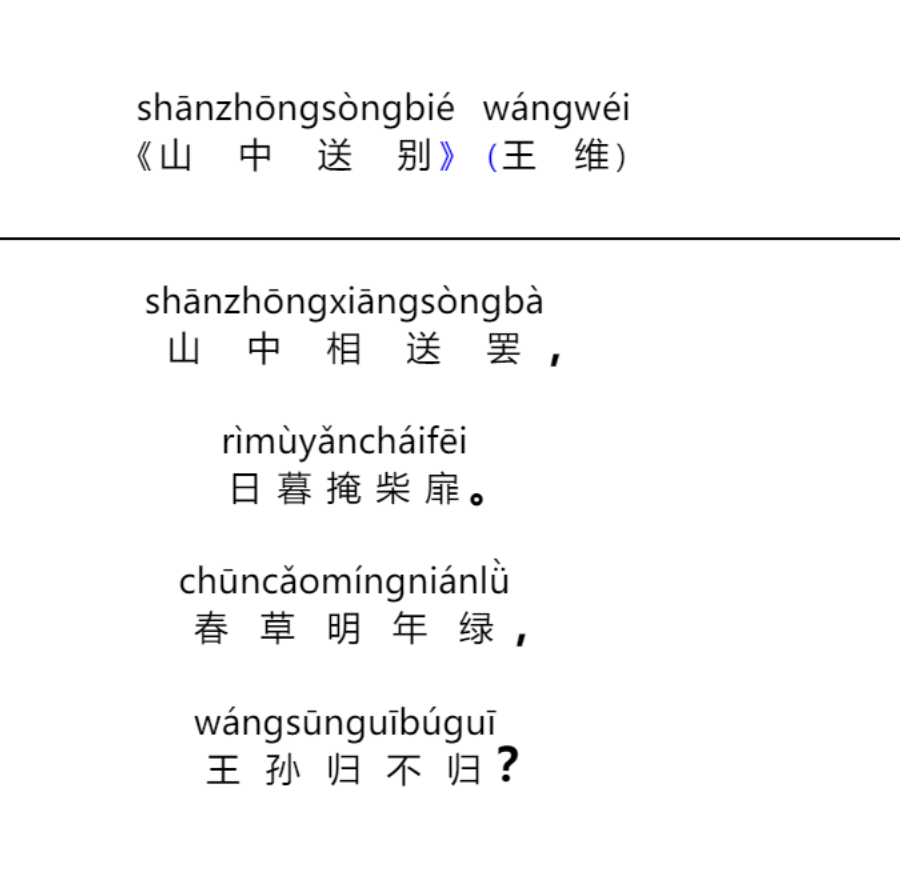 shānzhōngsòngbié wángwéi
《山中送别》（王维）
shānzhōngxiāngsòngbà
山中相送罢，
rìmùyǎncháifēi
日暮掩柴扉。
chūncǎomíngniánlǜ
春草明年绿，
wángsūnguībúguī
王孙归不归？